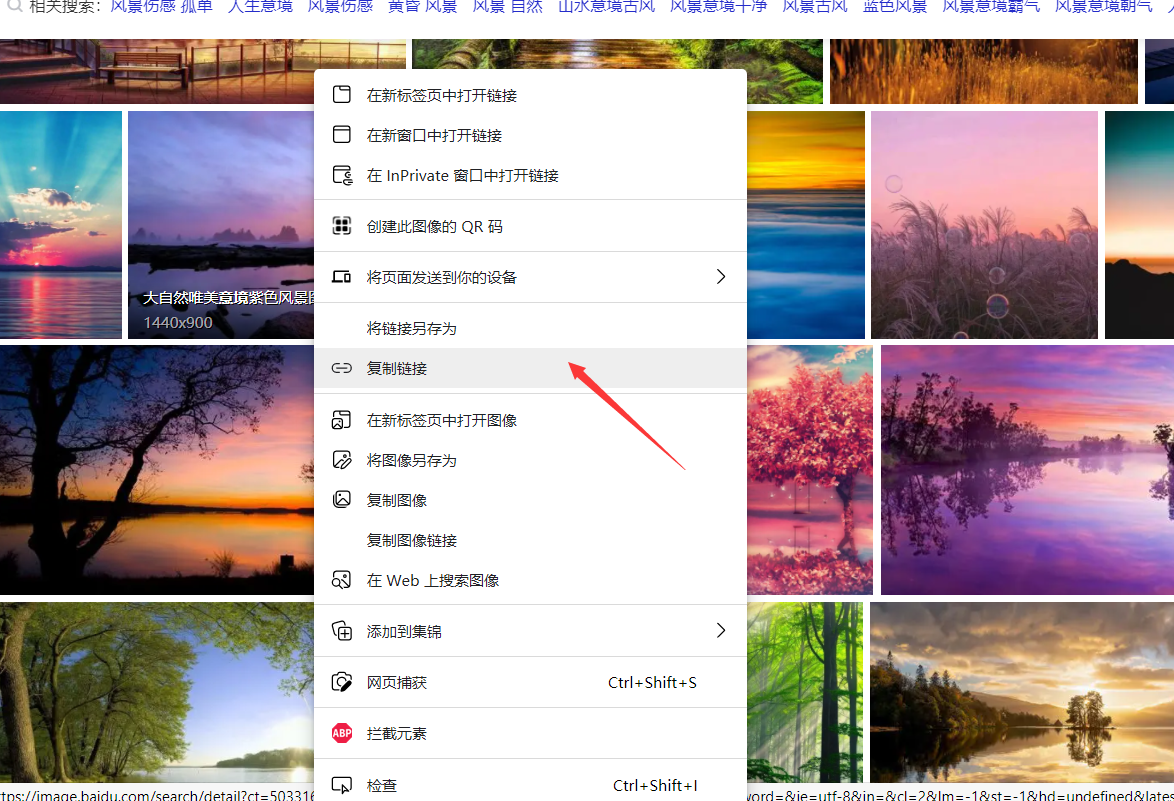 相关搜索: 风景伤感 孤单 人生意境 风景伤感 黄昏 风景 风景 自然 山水意境古风 风景意境干净 风景古风 蓝色风景 风景意境霸气 风景意境朝气
在新标签页中打开链接
在新窗口中打开链接
在 InPrivate 窗口中打开链接
创建此图像的 QR 码
将页面发送到你的设备
大自然唯美意境紫色风景
1440x900
将链接另存为
复制链接
在新标签页中打开图像
将图像另存为
复制图像
复制图像链接
在 Web 上搜索图像
添加到集锦
网页捕获 Ctrl+Shift+S
ABP 拦截元素
检查 Ctrl+Shift+I
ttps://image.baidu.com/search/detail?ct=503316 word=&ie=utf-8&in=&cl=2&lm=-1&st=-1&hd=undefined&lates